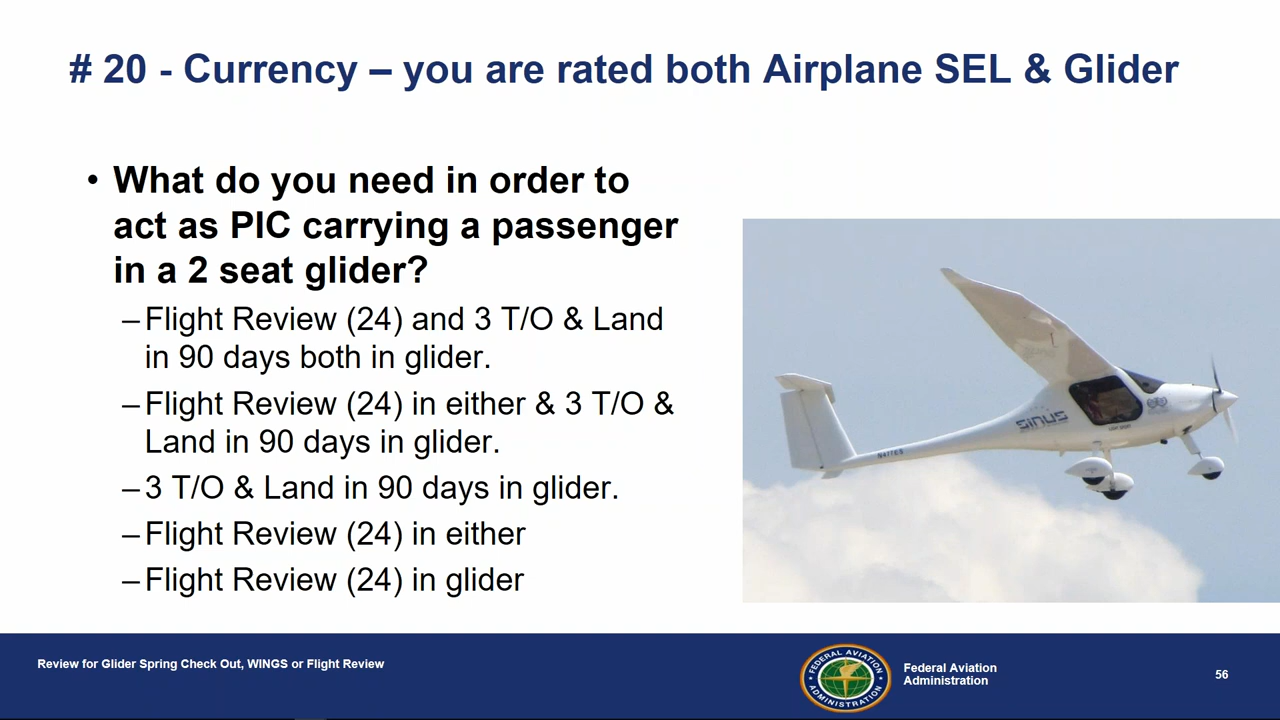 # 20 - Currency – you are rated both Airplane SEL & Glider
• What do you need in order to
act as PIC carrying a passenger
in a 2 seat glider?
–Flight Review (24) and 3 T/O & Land
in 90 days both in glider.
–Flight Review (24) in either & 3 T/O &
Land in 90 days in glider.
–3 T/O & Land in 90 days in glider.
–Flight Review (24) in either
–Flight Review (24) in glider
sinus
Review for Glider Spring Check Out, WINGS or Flight Review
FEDERAL AVIATION
ADMINISTRATION
Federal Aviation
Administration
56